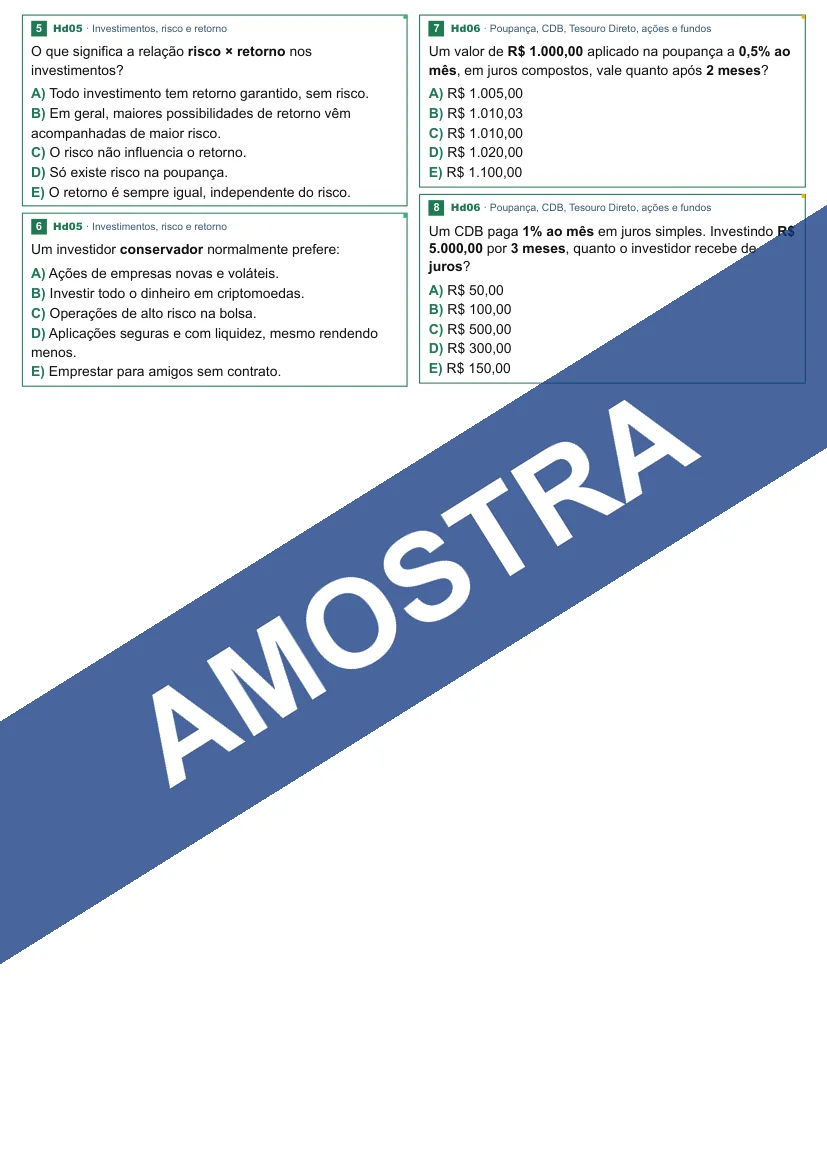 5 Hd05 · Investimentos, risco e retorno
O que significa a relação risco × retorno nos
investimentos?
A) Todo investimento tem retorno garantido, sem risco.
B) Em geral, maiores possibilidades de retorno vêm
acompanhadas de maior risco.
C) O risco não influencia o retorno.
D) Só existe risco na poupança.
E) O retorno é sempre igual, independente do risco.
6 Hd05 · Investimentos, risco e retorno
Um investidor conservador normalmente prefere:
A) Ações de empresas novas e voláteis.
B) Investir todo o dinheiro em criptomoedas.
C) Operações de alto risco na bolsa.
D) Aplicações seguras e com liquidez, mesmo rendendo
menos.
E) Emprestar para amigos sem contrato.
7 Hd06 · Poupança, CDB, Tesouro Direto, ações e fundos
Um valor de R$ 1.000,00 aplicado na poupança a 0,5% ao
mês, em juros compostos, vale quanto após 2 meses?
A) R$ 1.005,00
B) R$ 1.010,03
C) R$ 1.010,00
D) R$ 1.020,00
E) R$ 1.100,00
8 Hd06 · Poupança, CDB, Tesouro Direto, ações e fundos
Um CDB paga 1% ao mês em juros simples. Investindo R$
5.000,00 por 3 meses, quanto o investidor recebe de
juros?
A) R$ 50,00
B) R$ 100,00
C) R$ 500,00
D) R$ 300,00
E) R$ 150,00
AMOSTRA